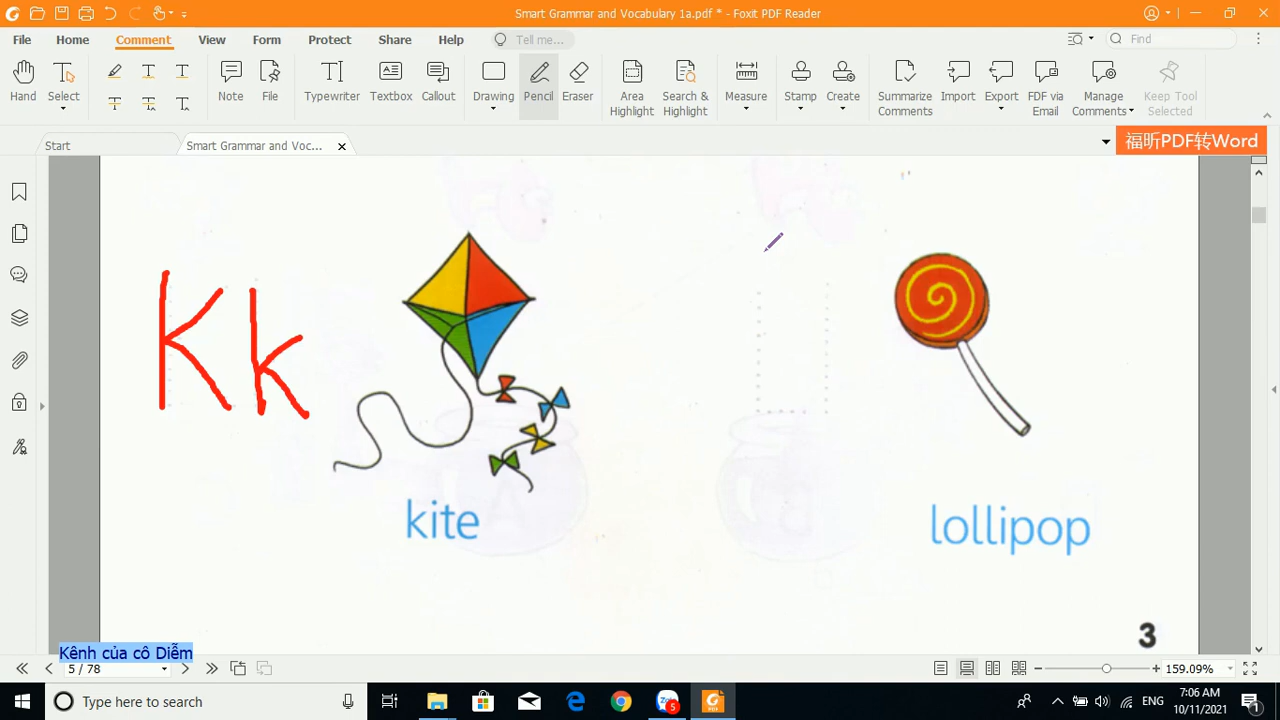 Smart Grammar and Vocabulary 1a.pdf * - Foxit PDF Reader
File Home Comment View Form Protect Share Help Tell me... Find
Hand Select Note File Typewriter Textbox Callout Drawing Pencil Eraser Area Highlight Search & Highlight Measure Stamp Create Summarize Comments Import Export FDF via Email Manage Comments Keep Tool Selected
Start Smart Grammar and Voc... 福昕PDF转Word
K k
kite
lollipop
3
Kênh của cô Diễm
5 / 78 159.09%
Type here to search Zalo 5 PDF ENG 7:06 AM
10/11/2021 1